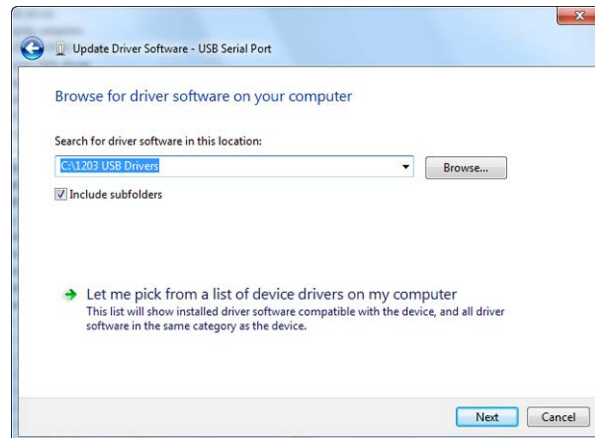 Update Driver Software - USB Serial Port
Browse for driver software on your computer
Search for driver software in this location:
C:\1203 USB Drivers
Browse...
Include subfolders
Let me pick from a list of device drivers on my computer
This list will show installed driver software compatible with the device, and all driver
software in the same category as the device.
Next
Cancel